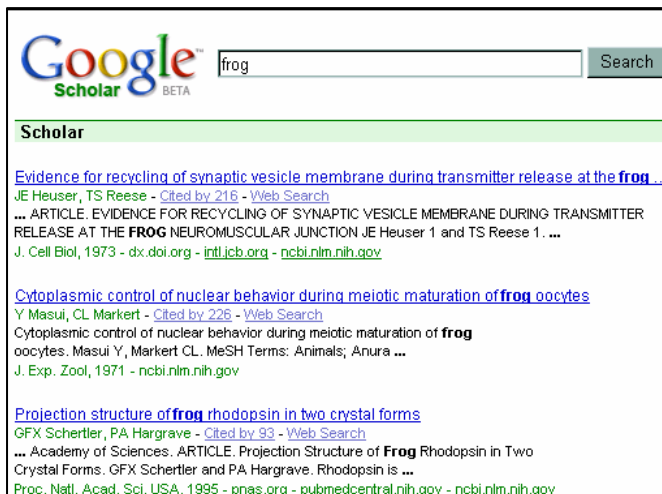 Google™
Scholar BETA
frog
Search
Scholar
Evidence for recycling of synaptic vesicle membrane during transmitter release at the frog ...
JE Heuser, TS Reese - Cited by 216 - Web Search
... ARTICLE. EVIDENCE FOR RECYCLING OF SYNAPTIC VESICLE MEMBRANE DURING TRANSMITTER
RELEASE AT THE FROG NEUROMUSCULAR JUNCTION JE Heuser 1 and TS Reese 1. ...
J. Cell Biol, 1973 - dx.doi.org - intl.jcb.org - ncbi.nlm.nih.gov
Cytoplasmic control of nuclear behavior during meiotic maturation of frog oocytes
Y Masui, CL Markert - Cited by 226 - Web Search
Cytoplasmic control of nuclear behavior during meiotic maturation of frog
oocytes. Masui Y, Markert CL. MeSH Terms: Animals; Anura ...
J. Exp. Zool, 1971 - ncbi.nlm.nih.gov
Projection structure of frog rhodopsin in two crystal forms
GFX Schertler, PA Hargrave - Cited by 93 - Web Search
... Academy of Sciences. ARTICLE. Projection Structure of Frog Rhodopsin in Two
Crystal Forms. GFX Schertler and PA Hargrave. Rhodopsin is ...
Proc. Natl. Acad. Sci. USA, 1995 - pnas.org - pubmedcentral.nih.gov - ncbi.nlm.nih.gov